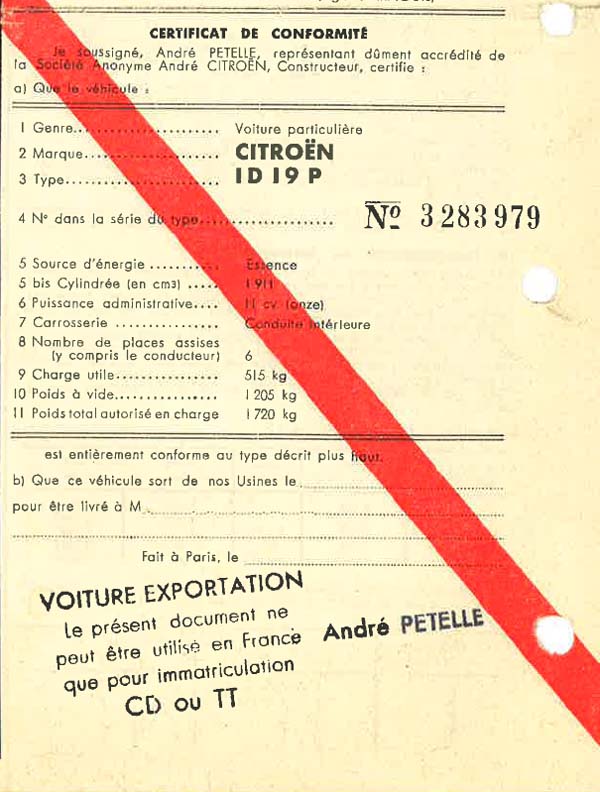 CERTIFICAT DE CONFORMITÉ
Je soussigné, André PETELLE, représentant dûment accrédité de
la Société Anonyme André CITROËN, Constructeur, certifie :
a) Que le véhicule :
1 Genre........................ Voiture particulière
2 Marque...................... CITROËN
3 Type.......................... ID 19 P
4 Nº dans la série du type...................... Nº 3283979
5 Source d'énergie .......... Essence
5 bis Cylindrée (en cm3) ..... 1911
6 Puissance administrative.... 11 cv (onze)
7 Carrosserie ................ Conduite intérieure
8 Nombre de places assises
(y compris le conducteur) 6
9 Charge utile................ 515 kg
10 Poids à vide............... 1205 kg
11 Poids total autorisé en charge 1720 kg
est entièrement conforme au type décrit plus haut.
b) Que ce véhicule sort de nos Usines le
pour être livré à M
Fait à Paris, le
VOITURE EXPORTATION
Le présent document ne
peut être utilisé en France
que pour immatriculation
CD ou TT
André PETELLE